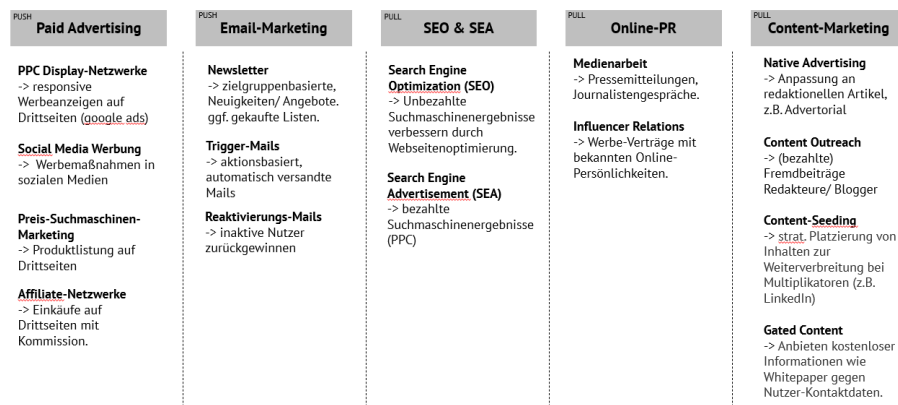 PUSH
Paid Advertising
PPC Display-Netzwerke
-> responsive
Werbeanzeigen auf
Drittseiten (google ads)
Social Media Werbung
-> Werbemaßnahmen in
sozialen Medien
Preis-Suchmaschinen-
Marketing
-> Produktlistung auf
Drittseiten
Affiliate-Netzwerke
-> Einkäufe auf
Drittseiten mit
Kommission.
PUSH
Email-Marketing
Newsletter
-> zielgruppenbasierte,
Neuigkeiten/ Angebote.
ggf. gekaufte Listen.
Trigger-Mails
-> aktionsbasiert,
automatisch versandte
Mails
Reaktivierungs-Mails
-> inaktive Nutzer
zurückgewinnen
PULL
SEO & SEA
Search Engine
Optimization (SEO)
-> Unbezahlte
Suchmaschinenergebnisse
verbessern durch
Webseitenoptimierung.
Search Engine
Advertisement (SEA)
-> bezahlte
Suchmaschinenergebnisse
(PPC)
PULL
Online-PR
Medienarbeit
-> Pressemitteilungen,
Journalistengespräche.
Influencer Relations
-> Werbe-Verträge mit
bekannten Online-
Persönlichkeiten.
PULL
Content-Marketing
Native Advertising
-> Anpassung an
redaktionellen Artikel,
z.B. Advertorial
Content Outreach
-> (bezahlte)
Fremdbeiträge
Redakteure/ Blogger
Content-Seeding
-> strat. Platzierung von
Inhalten zur
Weiterverbreitung bei
Multiplikatoren (z.B.
LinkedIn)
Gated Content
-> Anbieten kostenloser
Informationen wie
Whitepaper gegen
Nutzer-Kontaktdaten.